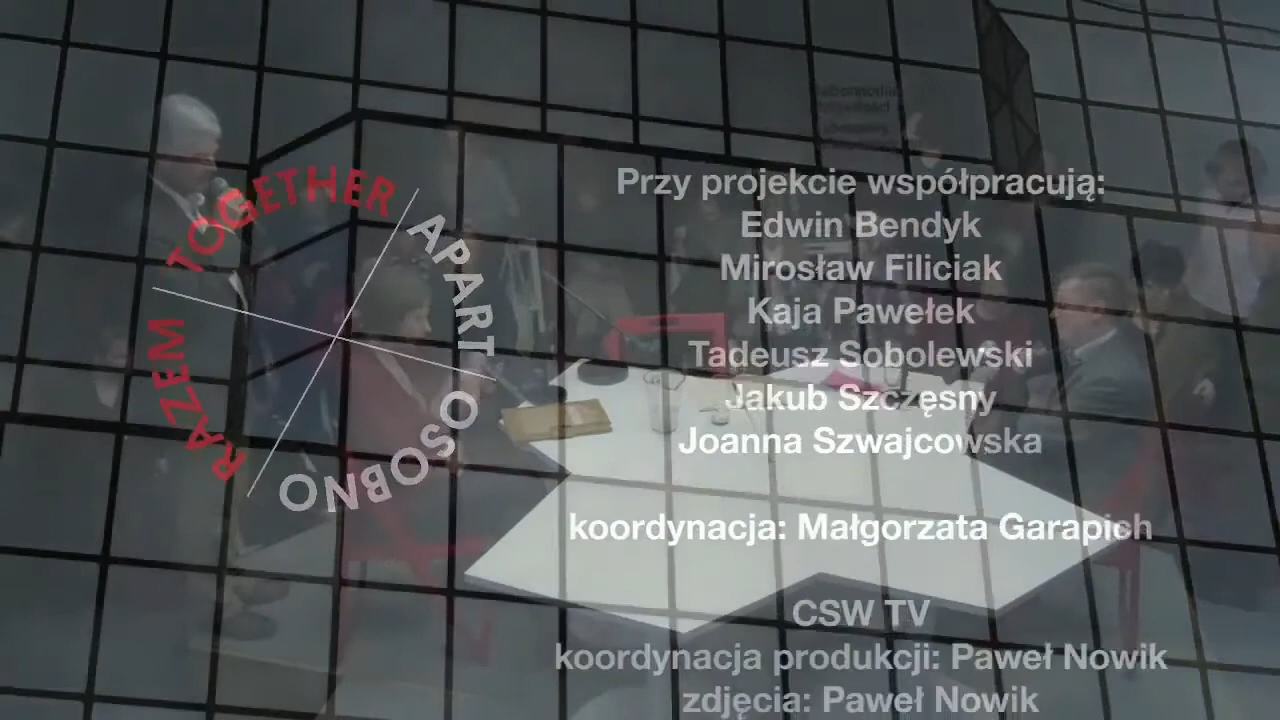 RAZEM TOGETHER
APART OSOBNO
Przy projekcie współpracują:
Edwin Bendyk
Mirosław Filiciak
Kaja Pawełek
Tadeusz Sobolewski
Jakub Szczęsny
Joanna Szwajcowska
koordynacja: Małgorzata Garapich
CSW TV
koordynacja produkcji: Paweł Nowik
zdjęcia: Paweł Nowik